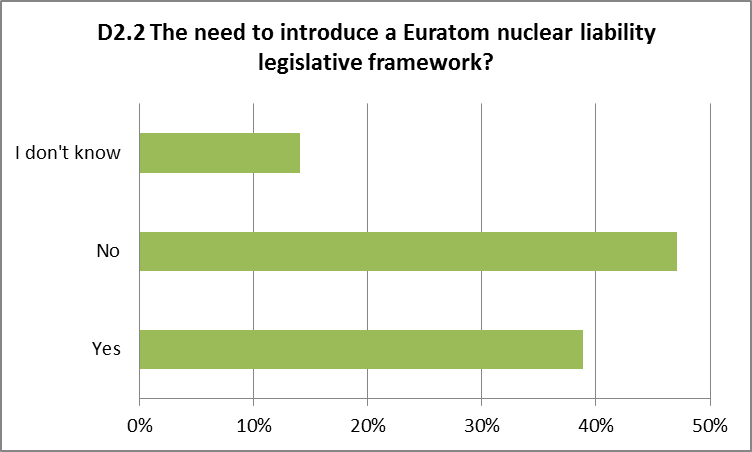 D2.2 The need to introduce a Euratom nuclear liability
legislative framework?
I don't know
No
Yes
0% 10% 20% 30% 40% 50%